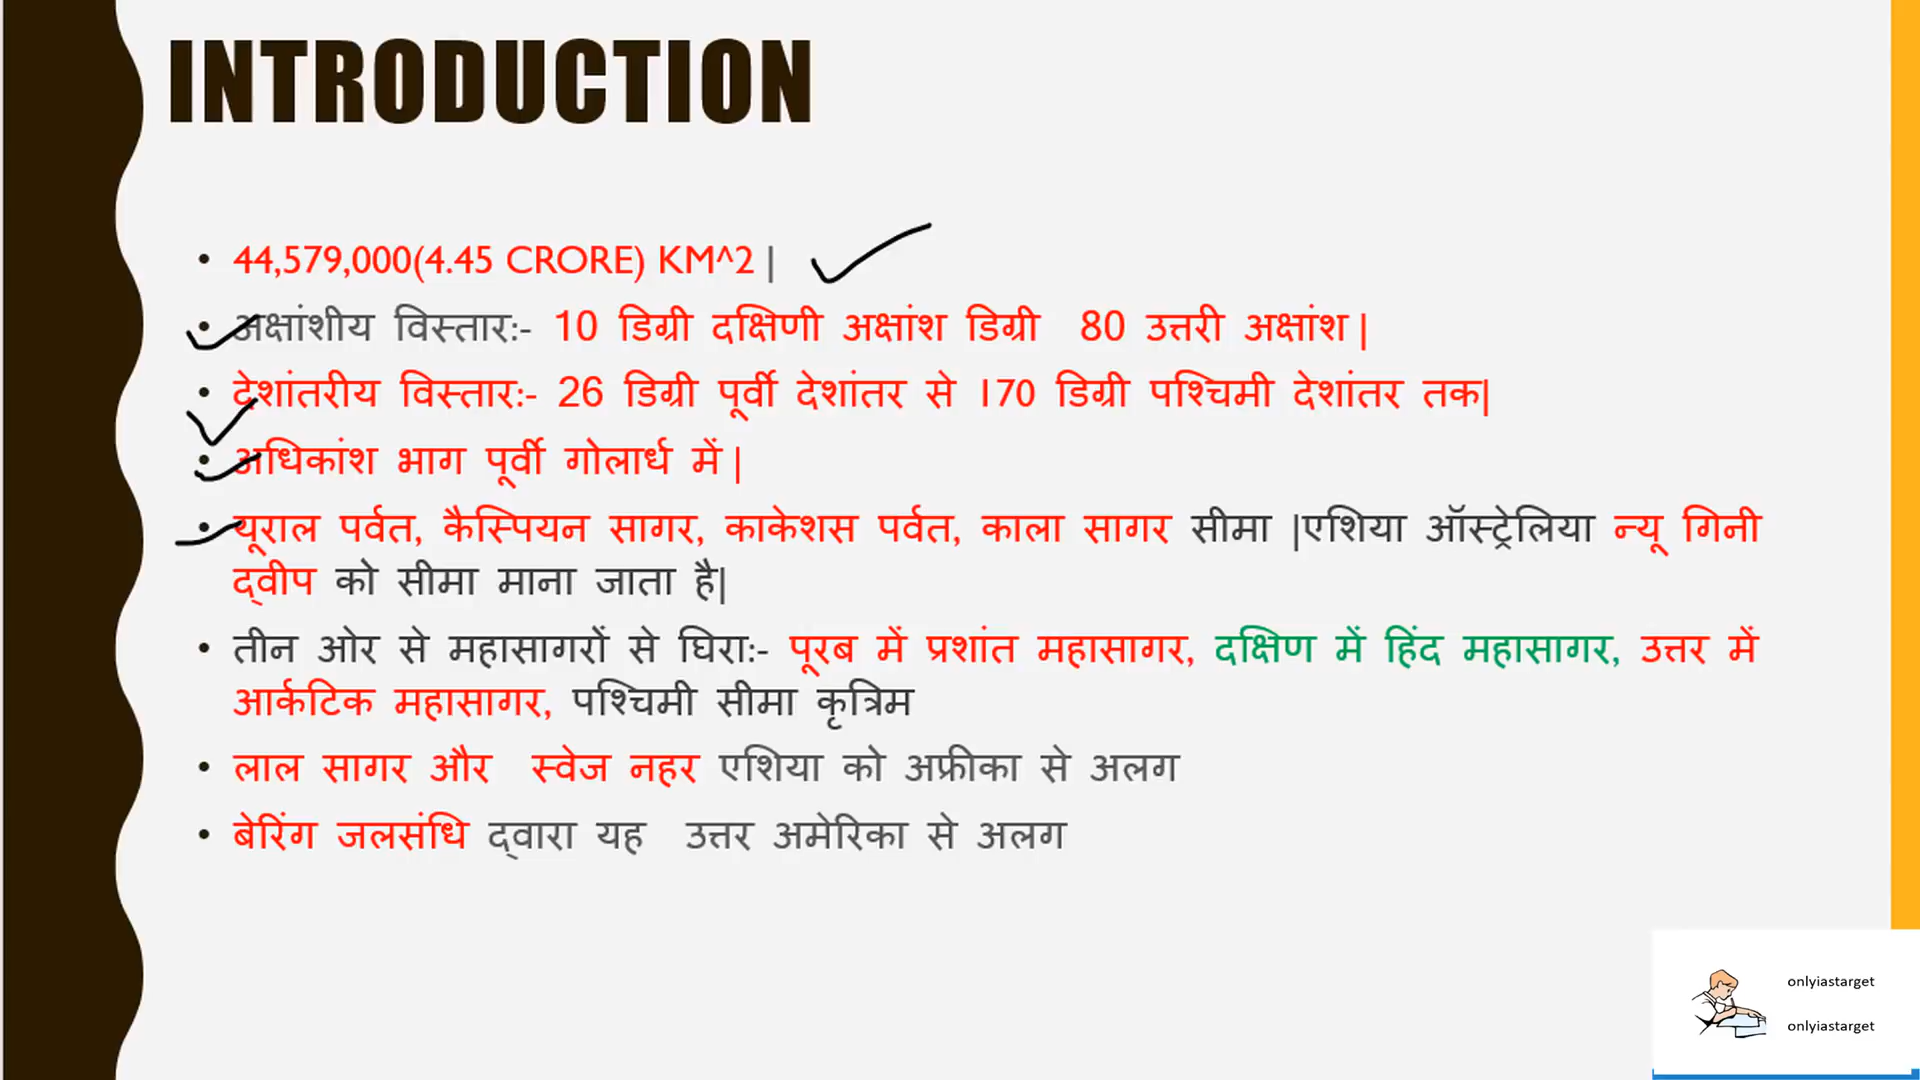 INTRODUCTION
• 44,579,000(4.45 CRORE) KM^2 |
• अक्षांशीय विस्तार:- 10 डिग्री दक्षिणी अक्षांश डिग्री 80 उत्तरी अक्षांश |
• देशांतरीय विस्तार:- 26 डिग्री पूर्वी देशांतर से 170 डिग्री पश्चिमी देशांतर तक|
• अधिकांश भाग पूर्वी गोलार्ध में |
• यूराल पर्वत, कैस्पियन सागर, काकेशस पर्वत, काला सागर सीमा |एशिया ऑस्ट्रेलिया न्यू गिनी
द्वीप को सीमा माना जाता है|
• तीन ओर से महासागरों से घिरा:- पूरब में प्रशांत महासागर, दक्षिण में हिंद महासागर, उत्तर में
आर्कटिक महासागर, पश्चिमी सीमा कृत्रिम
• लाल सागर और स्वेज नहर एशिया को अफ्रीका से अलग
• बेरिंग जलसंधि द्वारा यह उत्तर अमेरिका से अलग
onlyiastarget
onlyiastarget